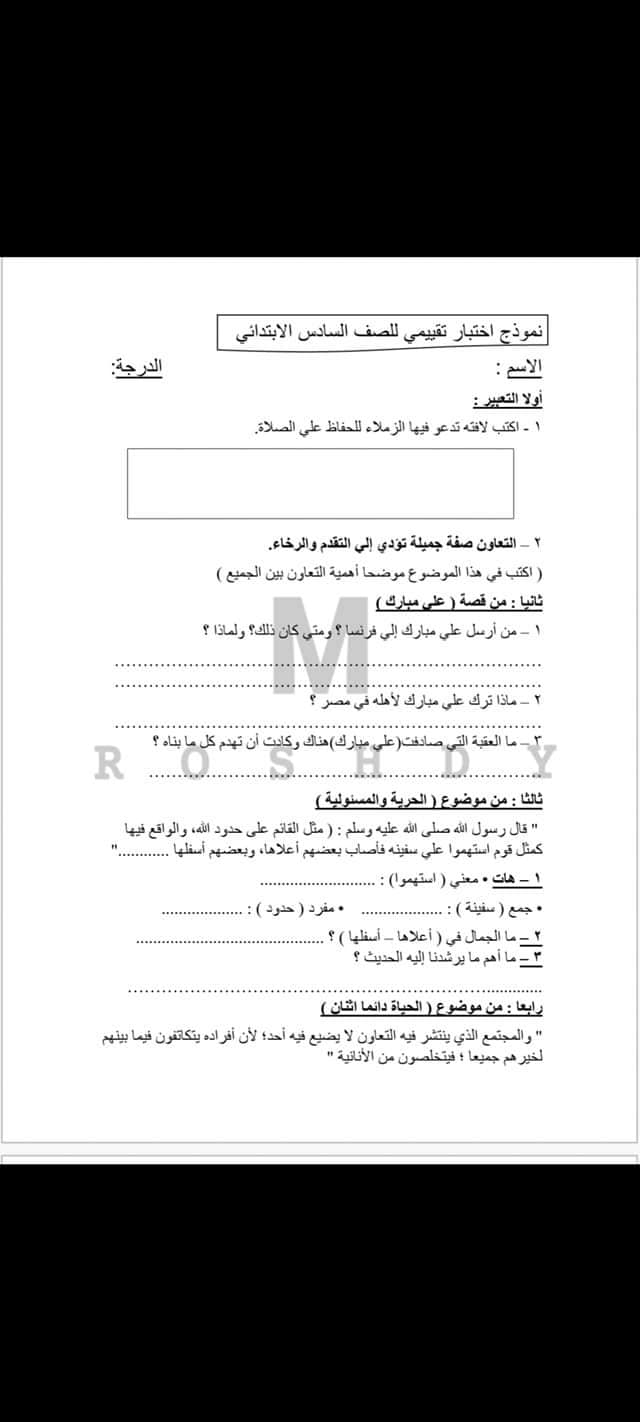 نموذج اختبار تقييمي للصف السادس الابتدائي
الاسم : الدرجة:
أولا التعبير :
١ - اكتب لافته تدعو فيها الزملاء للحفاظ علي الصلاة.
٢ – التعاون صفة جميلة تؤدي إلي التقدم والرخاء.
( اكتب في هذا الموضوع موضحا أهمية التعاون بين الجميع )
ثانيا : من قصة ( علي مبارك )
١ – من أرسل علي مبارك إلي فرنسا ؟ ومتي كان ذلك؟ ولماذا ؟
................................................................
................................................................
٢ – ماذا ترك علي مبارك لأهله في مصر ؟
................................................................
٣ – ما العقبة التي صادفت(علي مبارك)هناك وكادت أن تهدم كل ما بناه ؟
................................................................
M
ROSHDY
ثالثا : من موضوع ( الحرية والمسئولية )
" قال رسول الله صلى الله عليه وسلم : ( مثل القائم على حدود الله، والواقع فيها
كمثل قوم استهموا علي سفينه فأصاب بعضهم أعلاها، وبعضهم أسفلها ............"
١ – هات • معني ( استهموا) : ............................
• جمع ( سفينة ) : .................... • مفرد ( حدود ) : ....................
٢ – ما الجمال في ( أعلاها – أسفلها ) ؟ ..............................................
٣ – ما أهم ما يرشدنا إليه الحديث ؟
................................................................
رابعا : من موضوع ( الحياة دائما اثنان )
" والمجتمع الذي ينتشر فيه التعاون لا يضيع فيه أحد؛ لأن أفراده يتكاتفون فيما بينهم
لخيرهم جميعا ؛ فيتخلصون من الأنانية "